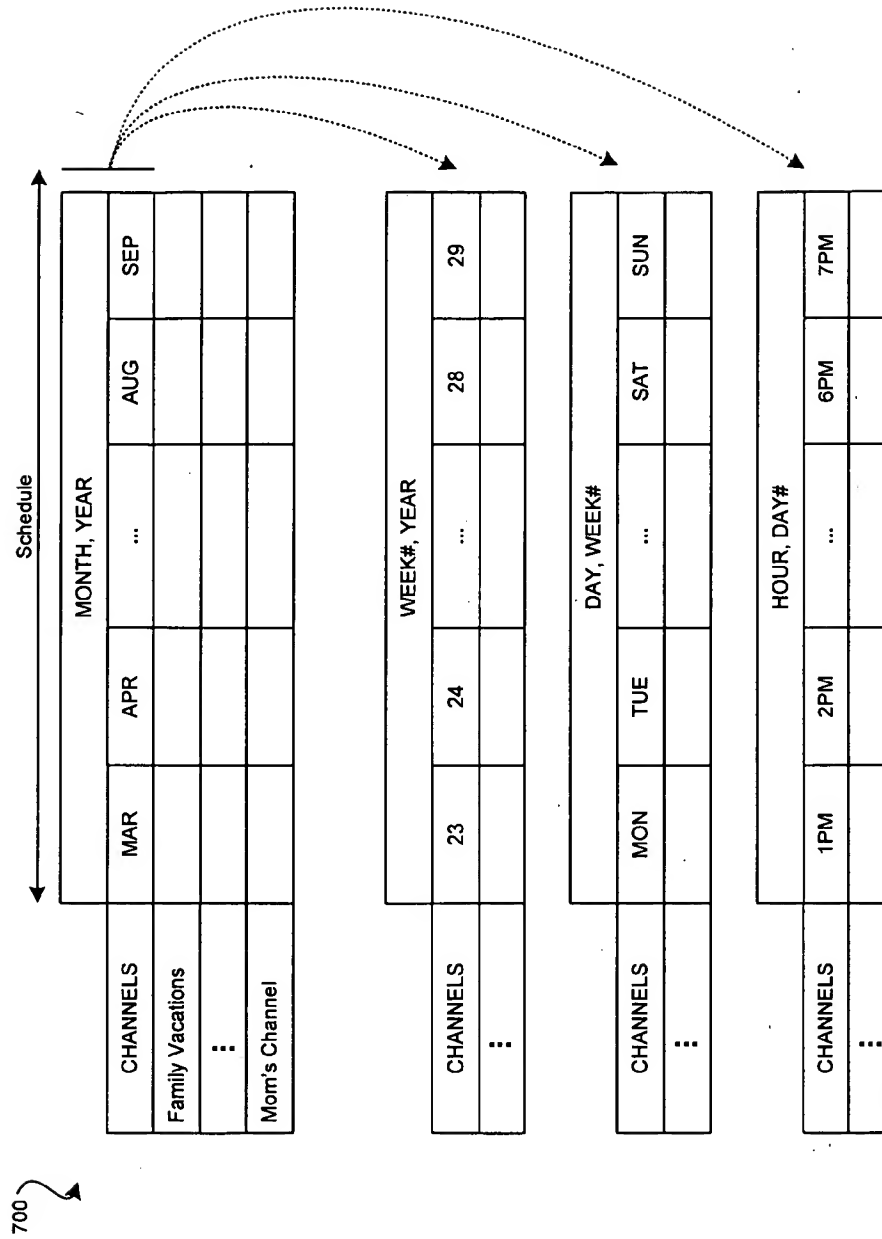 700
Schedule
MONTH, YEAR
CHANNELS MAR APR ... AUG SEP
Family Vacations
...
Mom's Channel
WEEK#, YEAR
CHANNELS 23 24 ... 28 29
...
DAY, WEEK#
CHANNELS MON TUE ... SAT SUN
...
HOUR, DAY#
CHANNELS 1PM 2PM ... 6PM 7PM
...